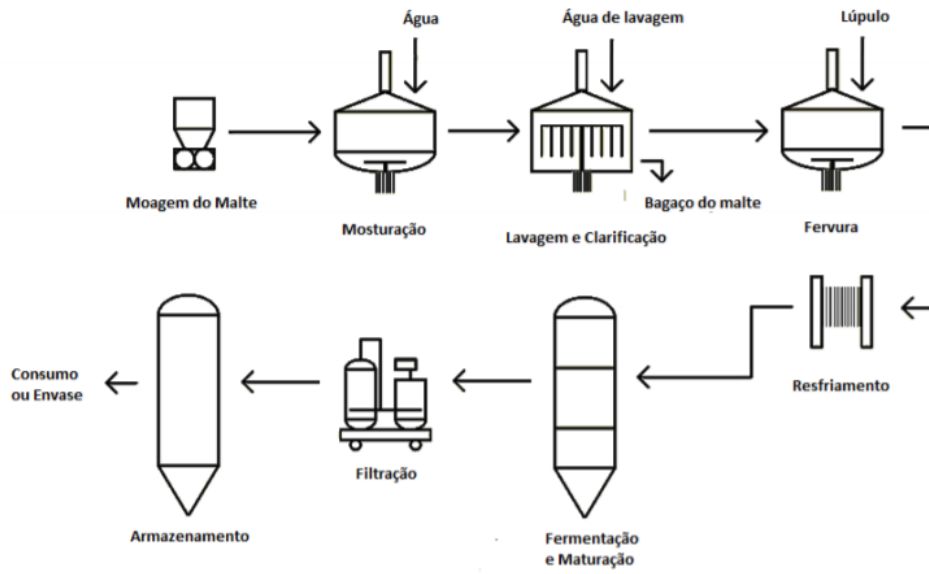 Água
Água de lavagem
Lúpulo
Moagem do Malte
Mosturação
Lavagem e Clarificação
Bagaço do malte
Fervura
Consumo
ou Envase
Armazenamento
Filtração
Fermentação
e Maturação
Resfriamento